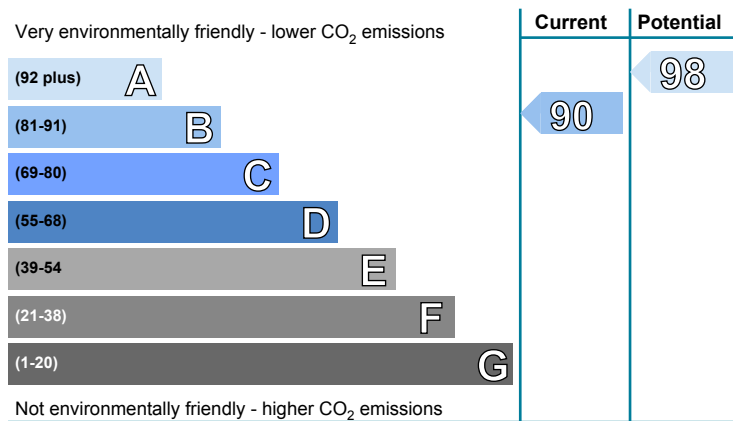 Very environmentally friendly - lower CO2 emissions
Current
Potential
(92 plus) A
98
(81-91) B
90
(69-80) C
(55-68) D
(39-54 E
(21-38) F
(1-20) G
Not environmentally friendly - higher CO2 emissions